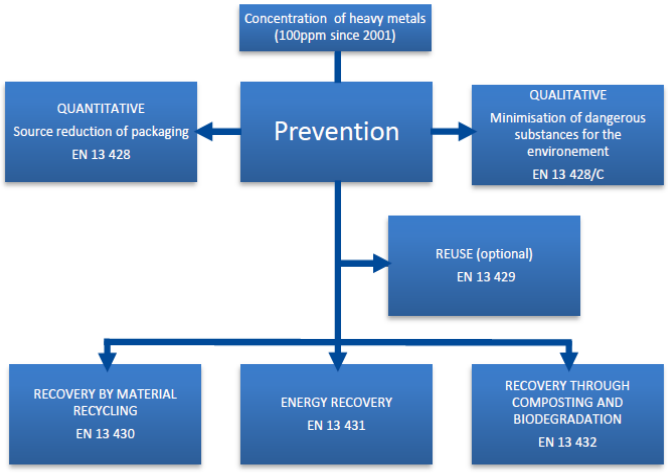 Concentration of heavy metals
(100ppm since 2001)
QUANTITATIVE
Source reduction of packaging
EN 13 428
Prevention
QUALITATIVE
Minimisation of dangerous
substances for the
environement
EN 13 428/C
REUSE (optional)
EN 13 429
RECOVERY BY MATERIAL
RECYCLING
EN 13 430
ENERGY RECOVERY
EN 13 431
RECOVERY THROUGH
COMPOSTING AND
BIODEGRADATION
EN 13 432